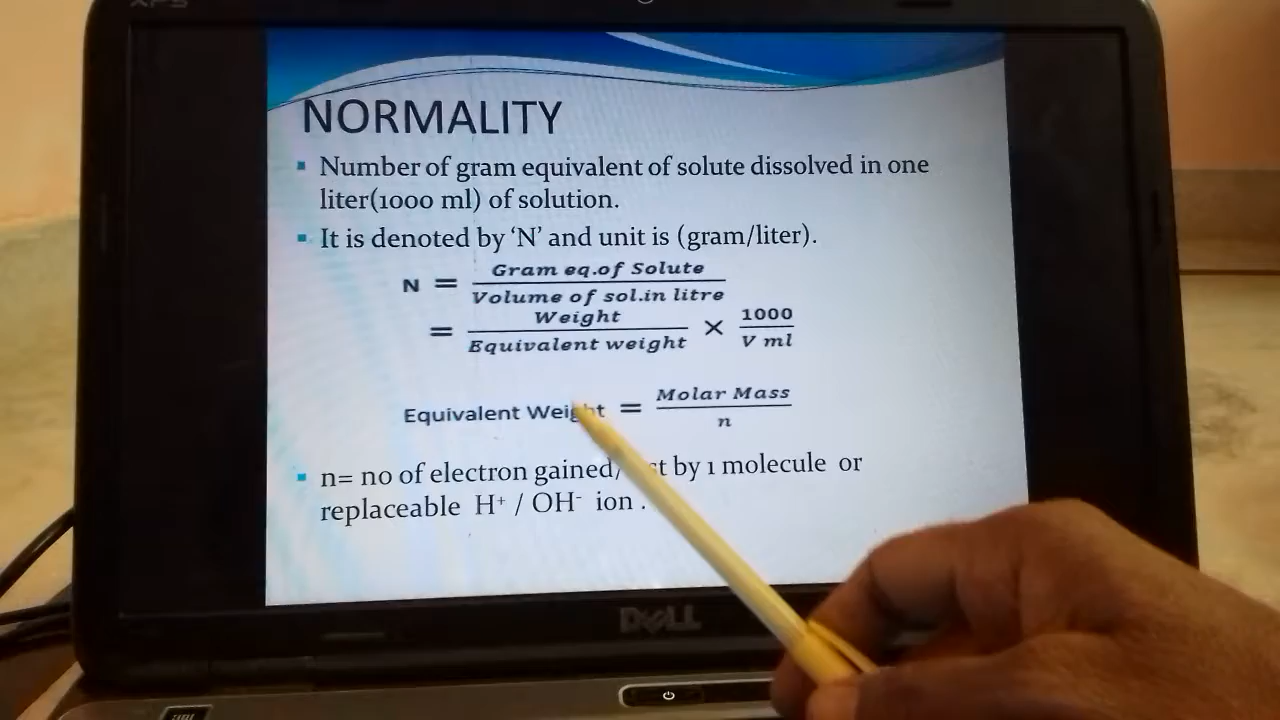 XPS
NORMALITY
Number of gram equivalent of solute dissolved in one
liter(1000 ml) of solution.
It is denoted by ‘N’ and unit is (gram/liter).
N = Gram eq.of Solute / Volume of sol.in litre
= Weight / Equivalent weight × 1000 / V ml
Equivalent Weight = Molar Mass / n
n= no of electron gained/ by 1 molecule or
replaceable H⁺ / OH⁻ ion .
DELL